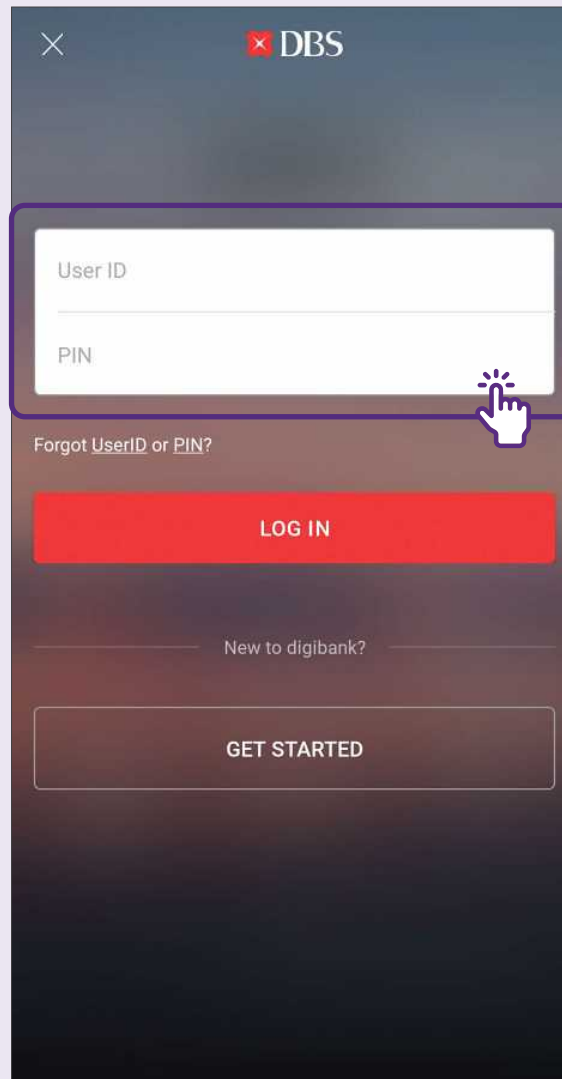 DBS
User ID
PIN
Forgot UserID or PIN?
LOG IN
New to digibank?
GET STARTED